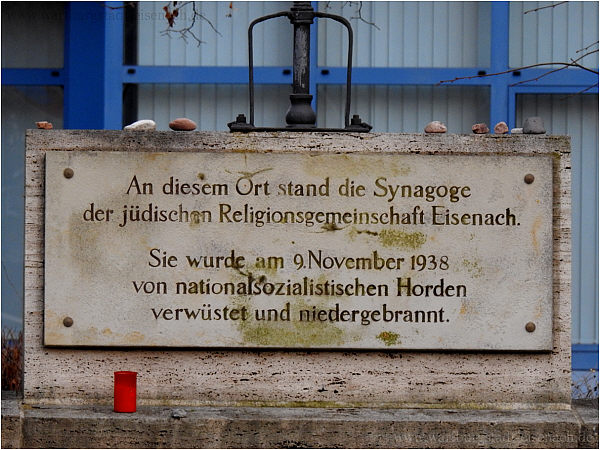 An diesem Ort stand die Synagoge
der jüdischen Religionsgemeinschaft Eisenach.
Sie wurde am 9. November 1938
von nationalsozialistischen Horden
verwüstet und niedergebrannt.